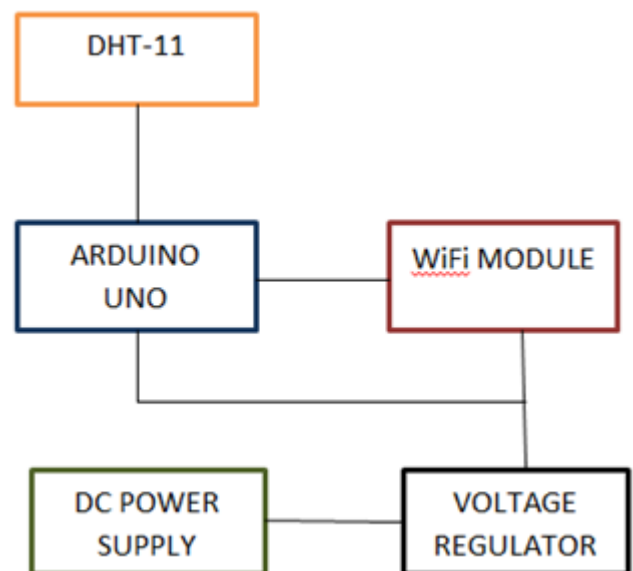 DHT-11
ARDUINO
UNO
WiFi MODULE
DC POWER
SUPPLY
VOLTAGE
REGULATOR